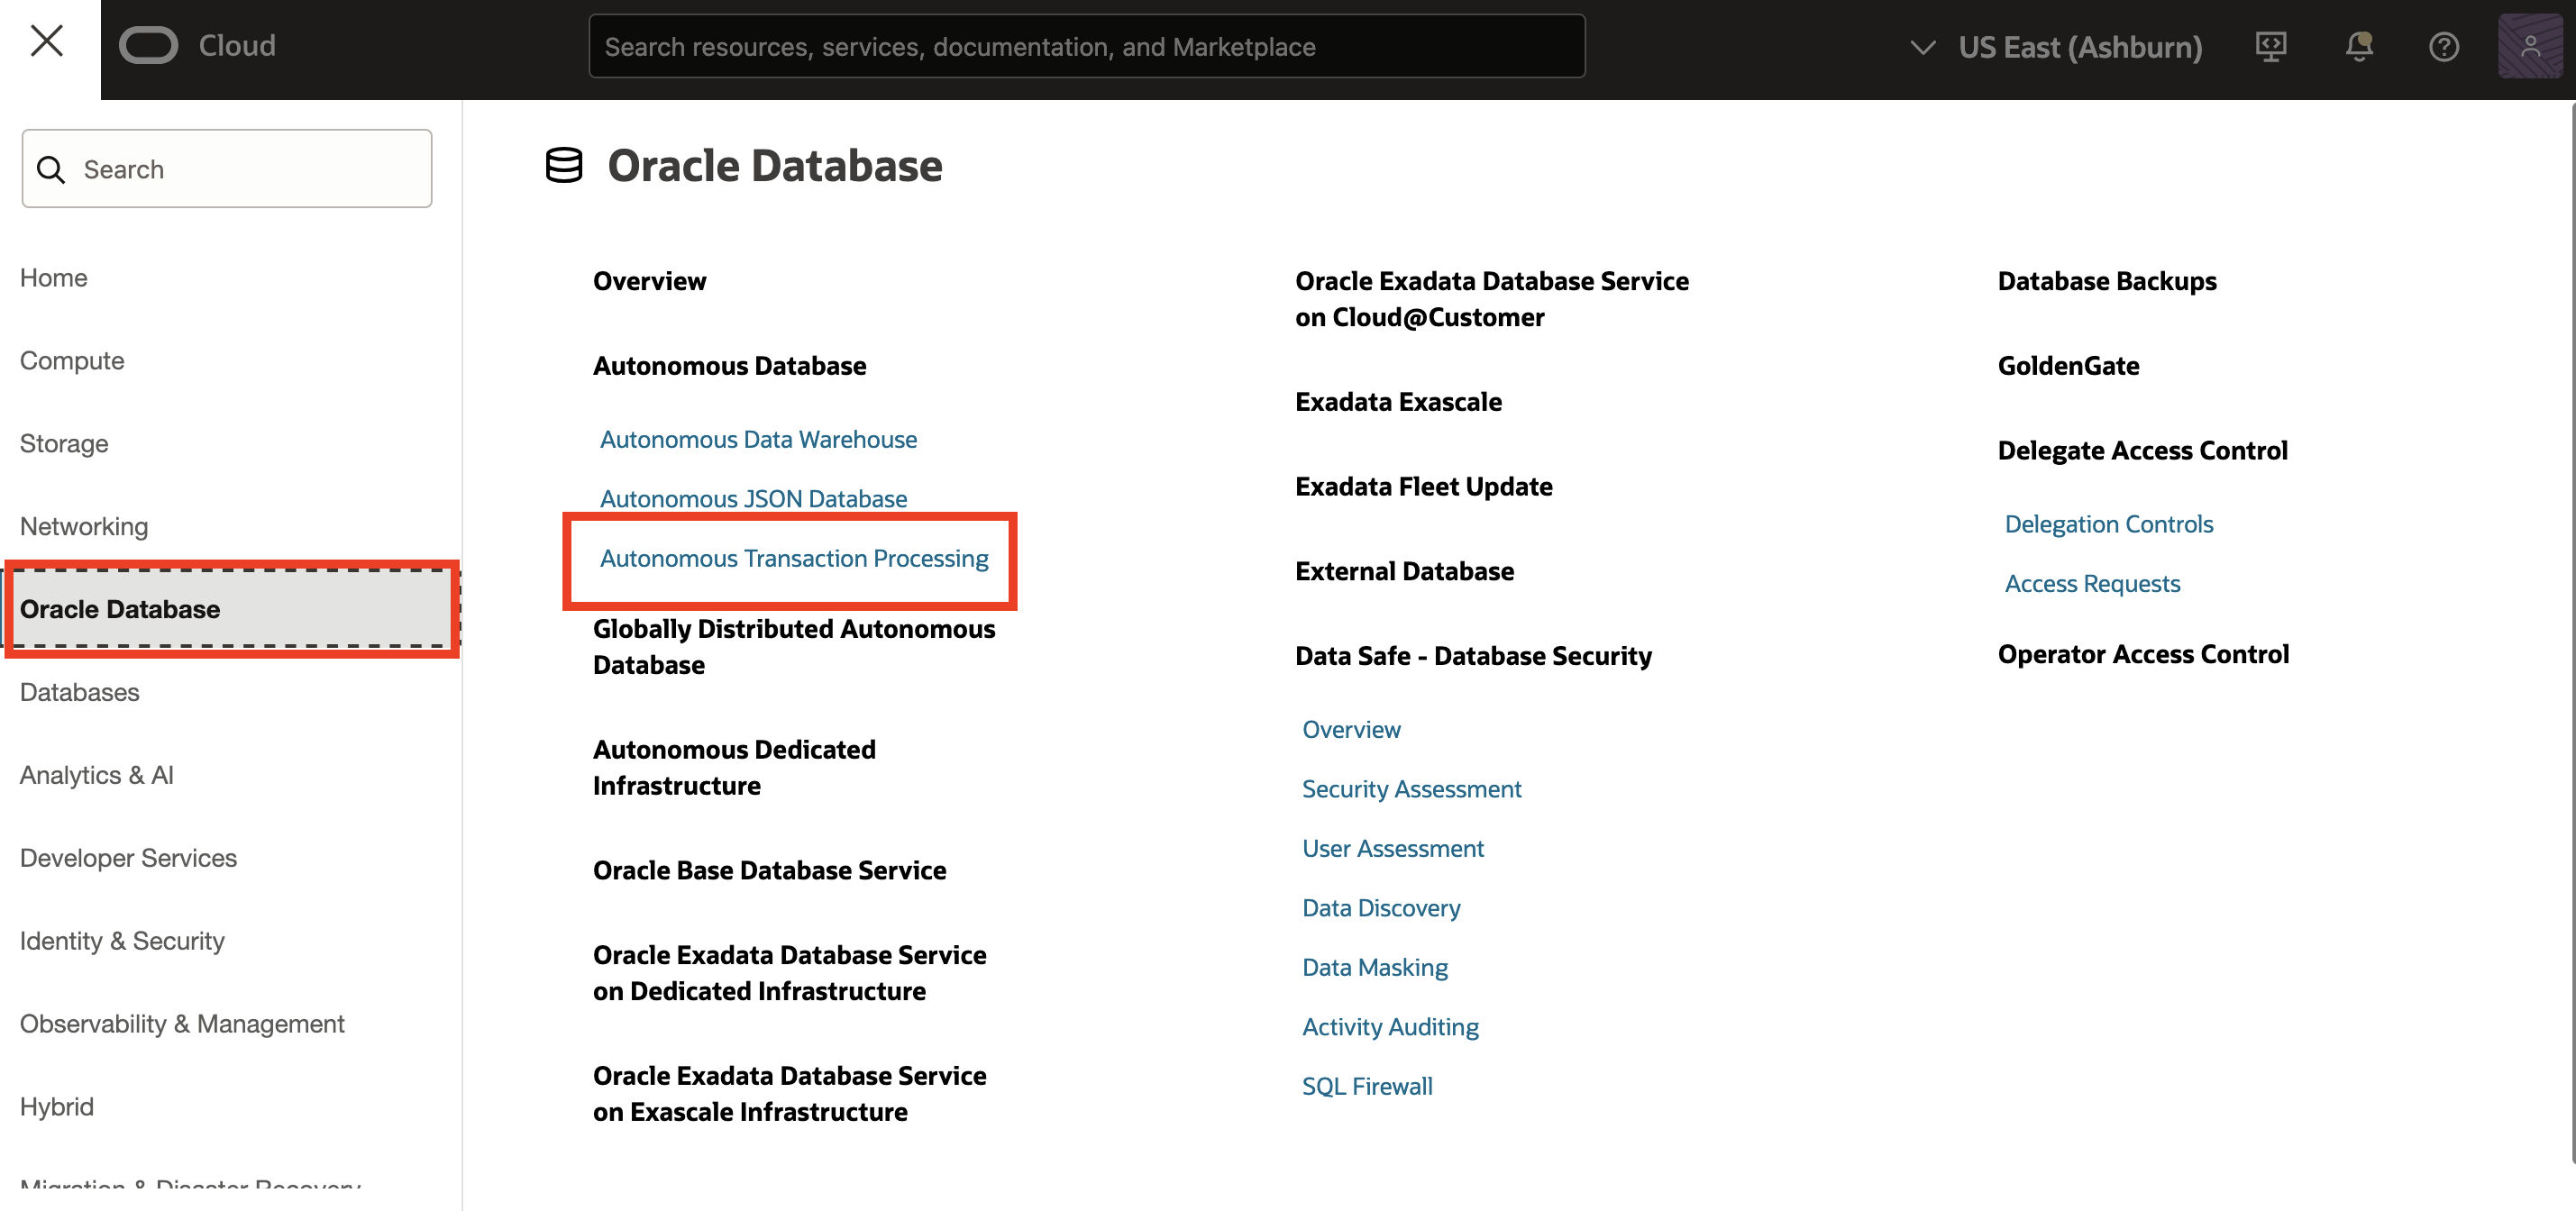 Cloud
Search resources, services, documentation, and Marketplace
US East (Ashburn)
Search
Home
Compute
Storage
Networking
Oracle Database
Databases
Analytics & AI
Developer Services
Identity & Security
Observability & Management
Hybrid
Migration & Disaster Recovery
Oracle Database
Overview
Autonomous Database
Autonomous Data Warehouse
Autonomous JSON Database
Autonomous Transaction Processing
Globally Distributed Autonomous
Database
Autonomous Dedicated
Infrastructure
Oracle Base Database Service
Oracle Exadata Database Service
on Dedicated Infrastructure
Oracle Exadata Database Service
on Exascale Infrastructure
Oracle Exadata Database Service
on Cloud@Customer
Exadata Exascale
Exadata Fleet Update
External Database
Data Safe - Database Security
Overview
Security Assessment
User Assessment
Data Discovery
Data Masking
Activity Auditing
SQL Firewall
Database Backups
GoldenGate
Delegate Access Control
Delegation Controls
Access Requests
Operator Access Control